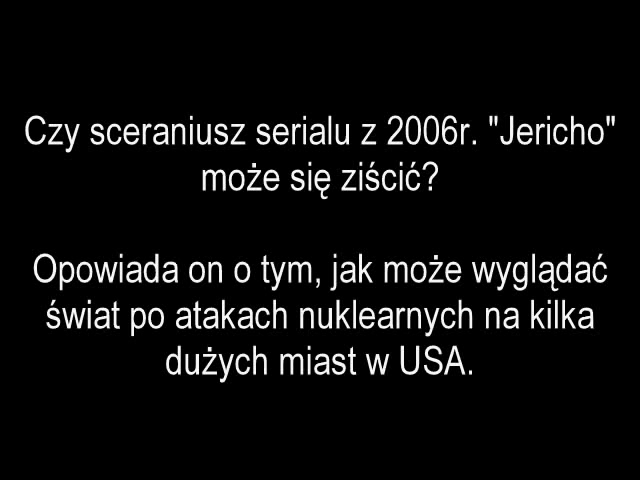 Czy sceraniusz serialu z 2006r. "Jericho"
może się ziścić?
Opowiada on o tym, jak może wyglądać
świat po atakach nuklearnych na kilka
dużych miast w USA.